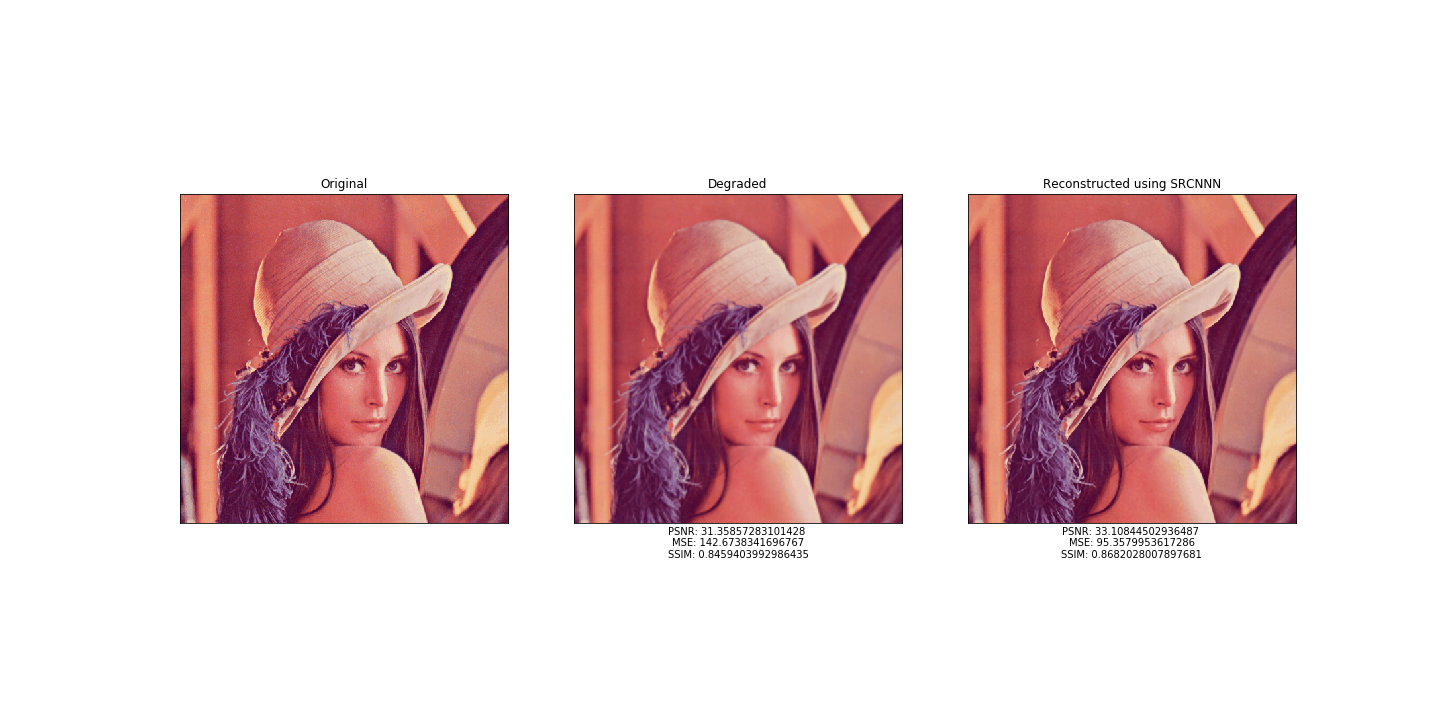 Original
Degraded
Reconstructed using SRCNNN
PSNR: 31.35857283101428
MSE: 142.6738341696767
SSIM: 0.8459403992986435
PSNR: 33.10844502936487
MSE: 95.3579953617286
SSIM: 0.8682028007897681